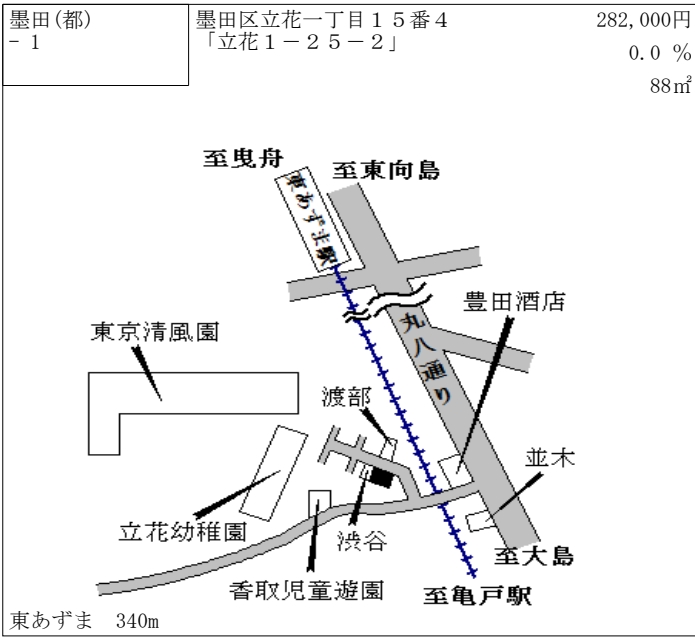 墨田(都)
- 1
墨田区立花一丁目１５番４
「立花１－２５－２」
282,000円
0.0 %
88㎡
至曳舟
至東向島
東あずま駅
豊田酒店
丸八通り
東京清風園
渡部
並木
立花幼稚園
渋谷
至大島
香取児童遊園
至亀戸駅
東あずま　340m